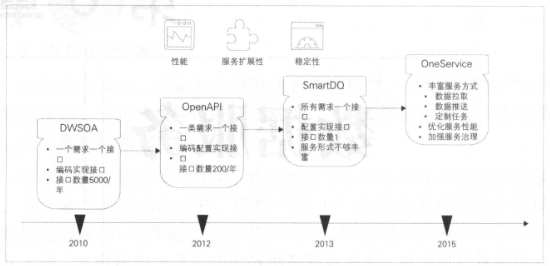 性能
服务扩展性
稳定性
DWSOA
• 一个需求一个接
口
• 编码实现接口
• 接口数量5000/
年
OpenAPI
• 一类需求一个接
口
• 编码配置实现接
• 口
接口数量200/年
SmartDQ
• 所有需求一个接
口
• 配置实现接口
• 接口数量1
• 服务形式不够丰
富
OneService
• 丰富服务方式
• 数据拉取
• 数据推送
• 定制任务
• 优化服务性能
• 加强服务治理
2010
2012
2013
2015